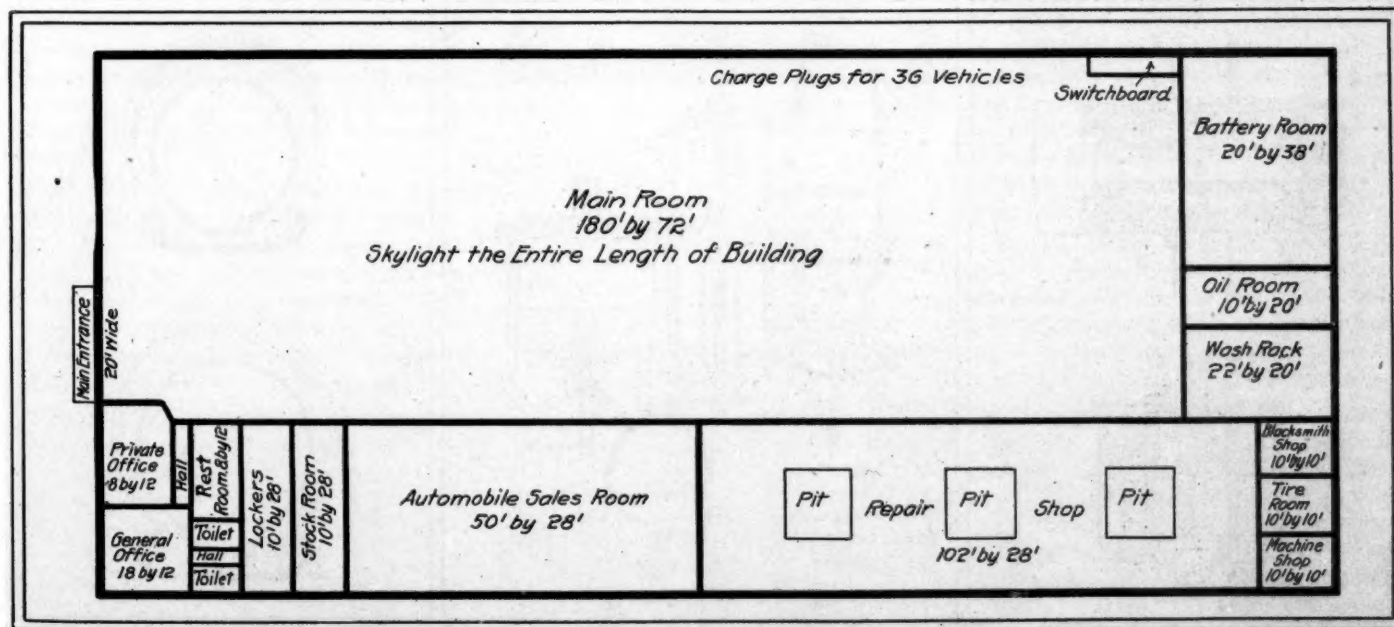 Charge Plugs for 36 Vehicles
Switchboard
Battery Room
20' by 38'
Main Room
180' by 72'
Skylight the Entire Length of Building
Oil Room
10' by 20'
Main Entrance
20' Wide
Wash Rack
22' by 20'
Private
Office
8 by 12
Hall
Rest
Room 8 by 12
Lockers
10' by 28'
Stock Room
10' by 28'
Automobile Sales Room
50' by 28'
Pit
Repair
Pit
Shop
Pit
102' by 28'
Blacksmith
Shop
10' by 10'
Tire
Room
10' by 10'
Machine
Shop
10' by 10'
General
Office
18 by 12
Toilet
Hall
Toilet